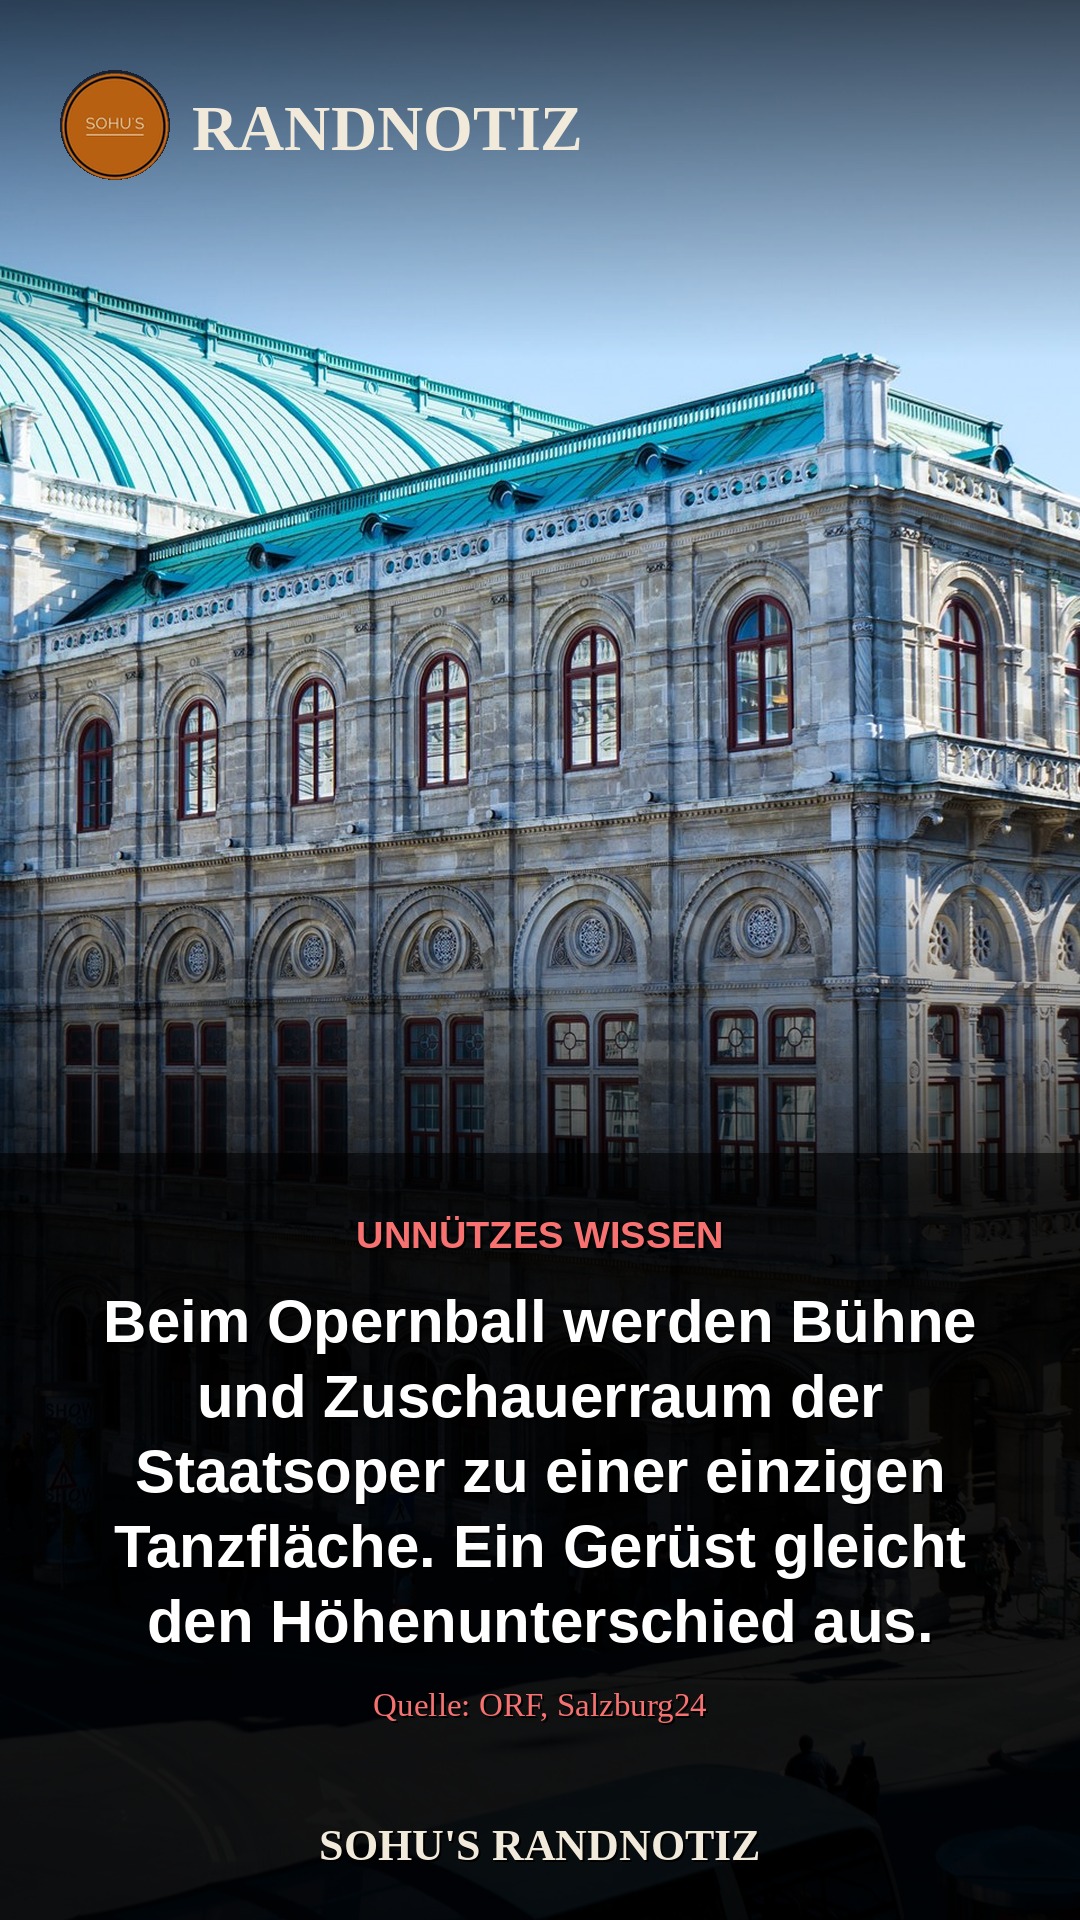 SOHU'S
RANDNOTIZ
UNNÜTZES WISSEN
Beim Opernball werden Bühne
und Zuschauerraum der
Staatsoper zu einer einzigen
Tanzfläche. Ein Gerüst gleicht
den Höhenunterschied aus.
Quelle: ORF, Salzburg24
SOHU'S RANDNOTIZ